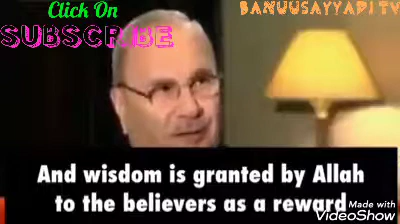 Click On
SUBSCRIBE
BANUUSAYYADI TV
And wisdom is granted by Allah
to the believers as a reward
Made with
VideoShow